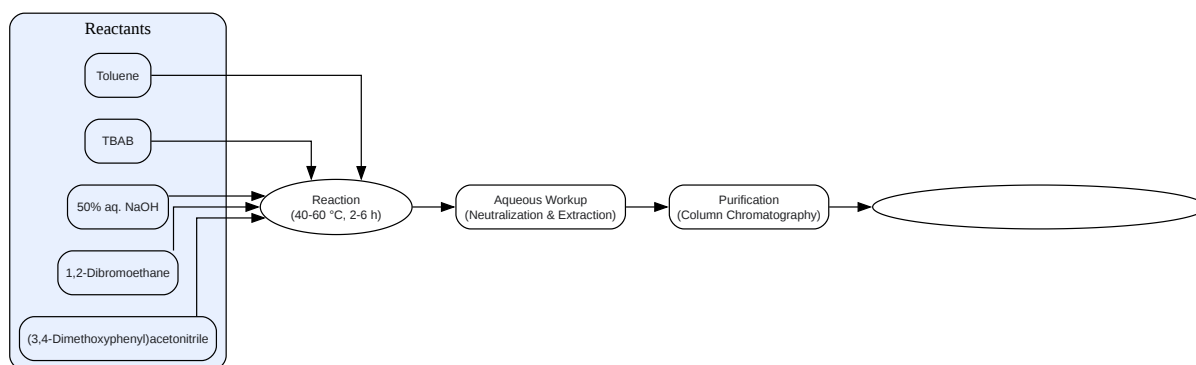 Reactants
Toluene
TBAB
50% aq. NaOH
1,2-Dibromoethane
(3,4-Dimethoxyphenyl)acetonitrile
Reaction
(40-60 °C, 2-6 h)
Aqueous Workup
(Neutralization & Extraction)
Purification
(Column Chromatography)